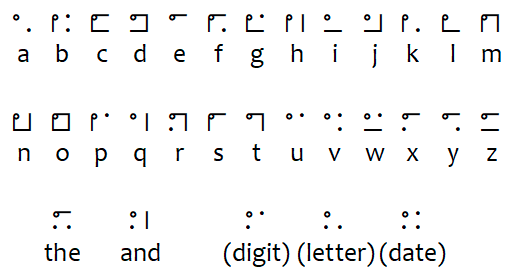 a b c d e f g h i j k l m
n o p q r s t u v w x y z
the and (digit) (letter) (date)